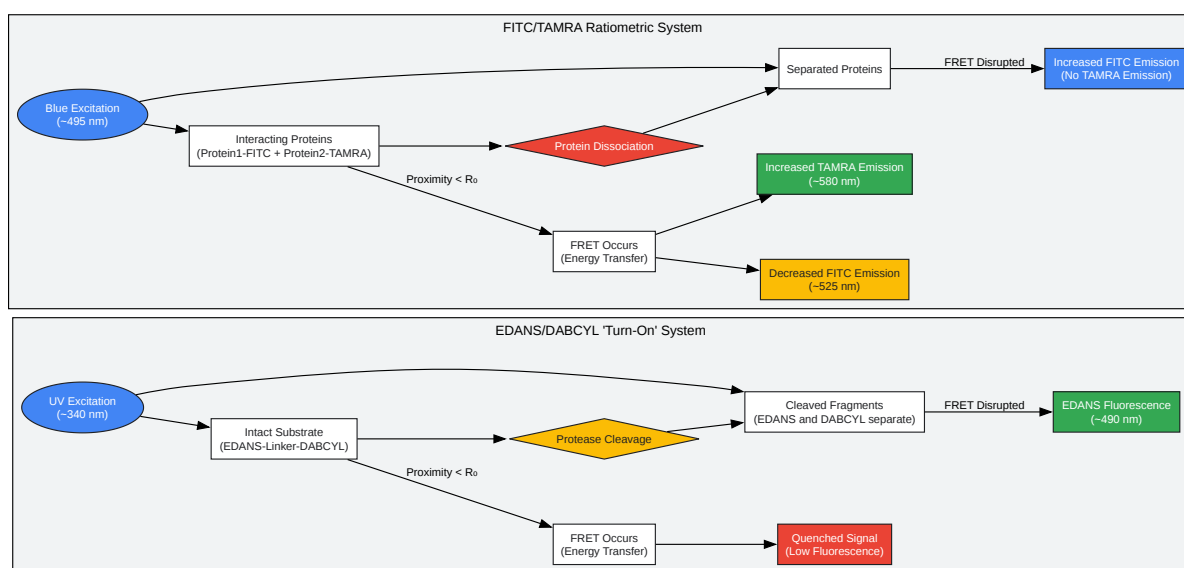 FITC/TAMRA Ratiometric System
Blue Excitation
(~495 nm)
Interacting Proteins
(Protein1-FITC + Protein2-TAMRA)
Protein Dissociation
Separated Proteins
FRET Disrupted
Increased FITC Emission
(No TAMRA Emission)
Proximity < R₀
FRET Occurs
(Energy Transfer)
Increased TAMRA Emission
(~580 nm)
Decreased FITC Emission
(~525 nm)
EDANS/DABCYL 'Turn-On' System
UV Excitation
(~340 nm)
Intact Substrate
(EDANS-Linker-DABCYL)
Protease Cleavage
Cleaved Fragments
(EDANS and DABCYL separate)
FRET Disrupted
EDANS Fluorescence
(~490 nm)
Proximity < R₀
FRET Occurs
(Energy Transfer)
Quenched Signal
(Low Fluorescence)